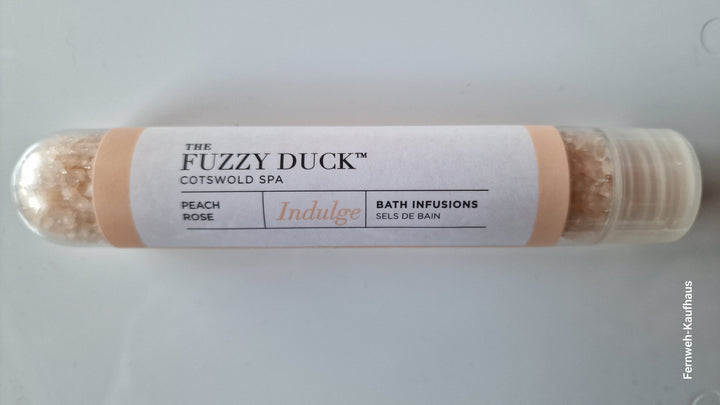 THE
FUZZY DUCK™
COTSWOLD SPA
PEACH
ROSE
Indulge
BATH INFUSIONS
SELS DE BAIN
Fernweh-Kaufhaus